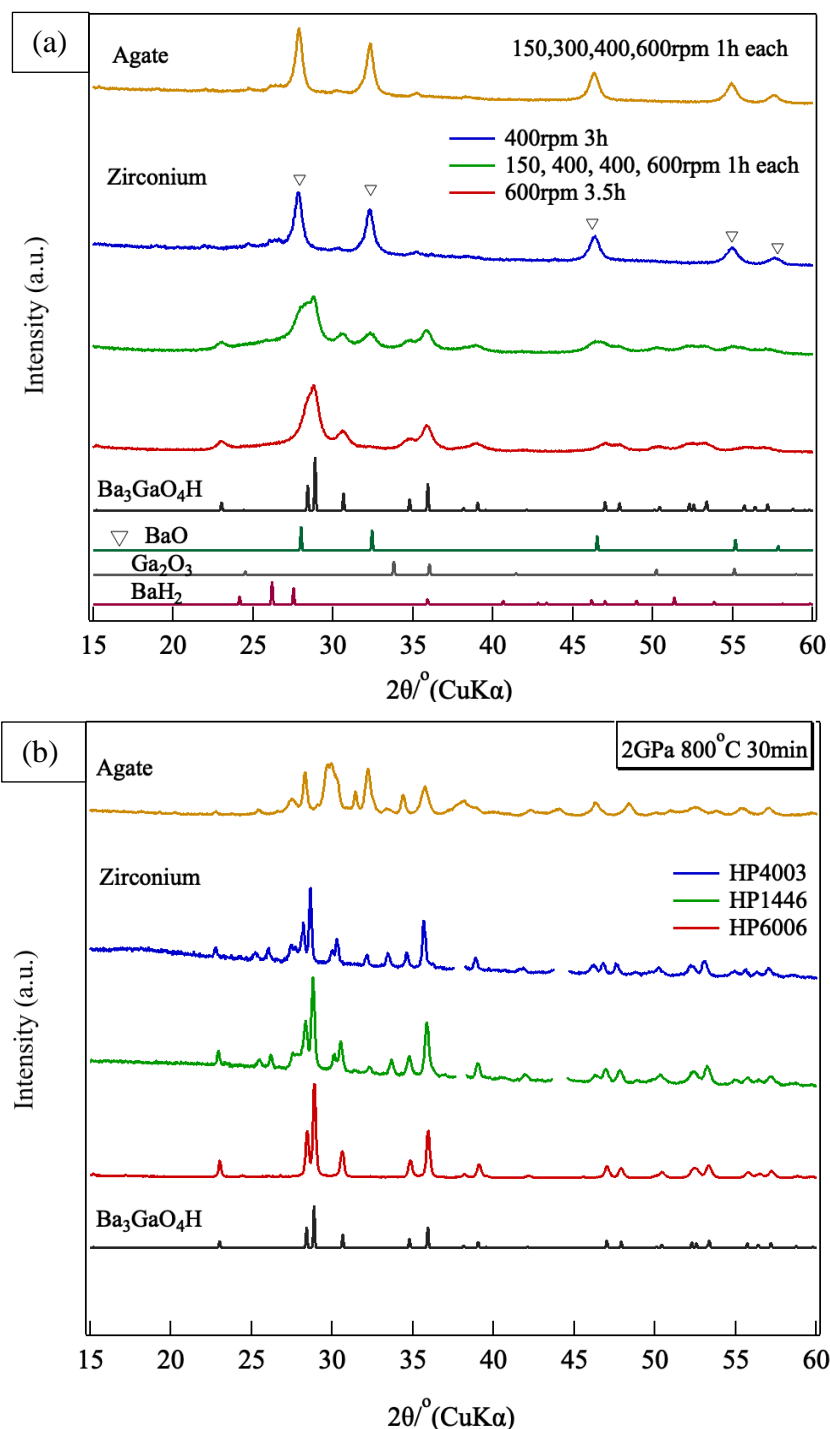 (a)
Agate
150,300,400,600rpm 1h each
400rpm 3h
150, 400, 400, 600rpm 1h each
600rpm 3.5h
Zirconium
▽ ▽ ▽ ▽ ▽
Intensity (a.u.)
Ba₃GaO₄H
▽ BaO
Ga₂O₃
BaH₂
15 20 25 30 35 40 45 50 55 60
2θ/°(CuKα)
(b)
2GPa 800°C 30min
Agate
Zirconium
HP4003
HP1446
HP6006
Intensity (a.u.)
Ba₃GaO₄H
15 20 25 30 35 40 45 50 55 60
2θ/°(CuKα)